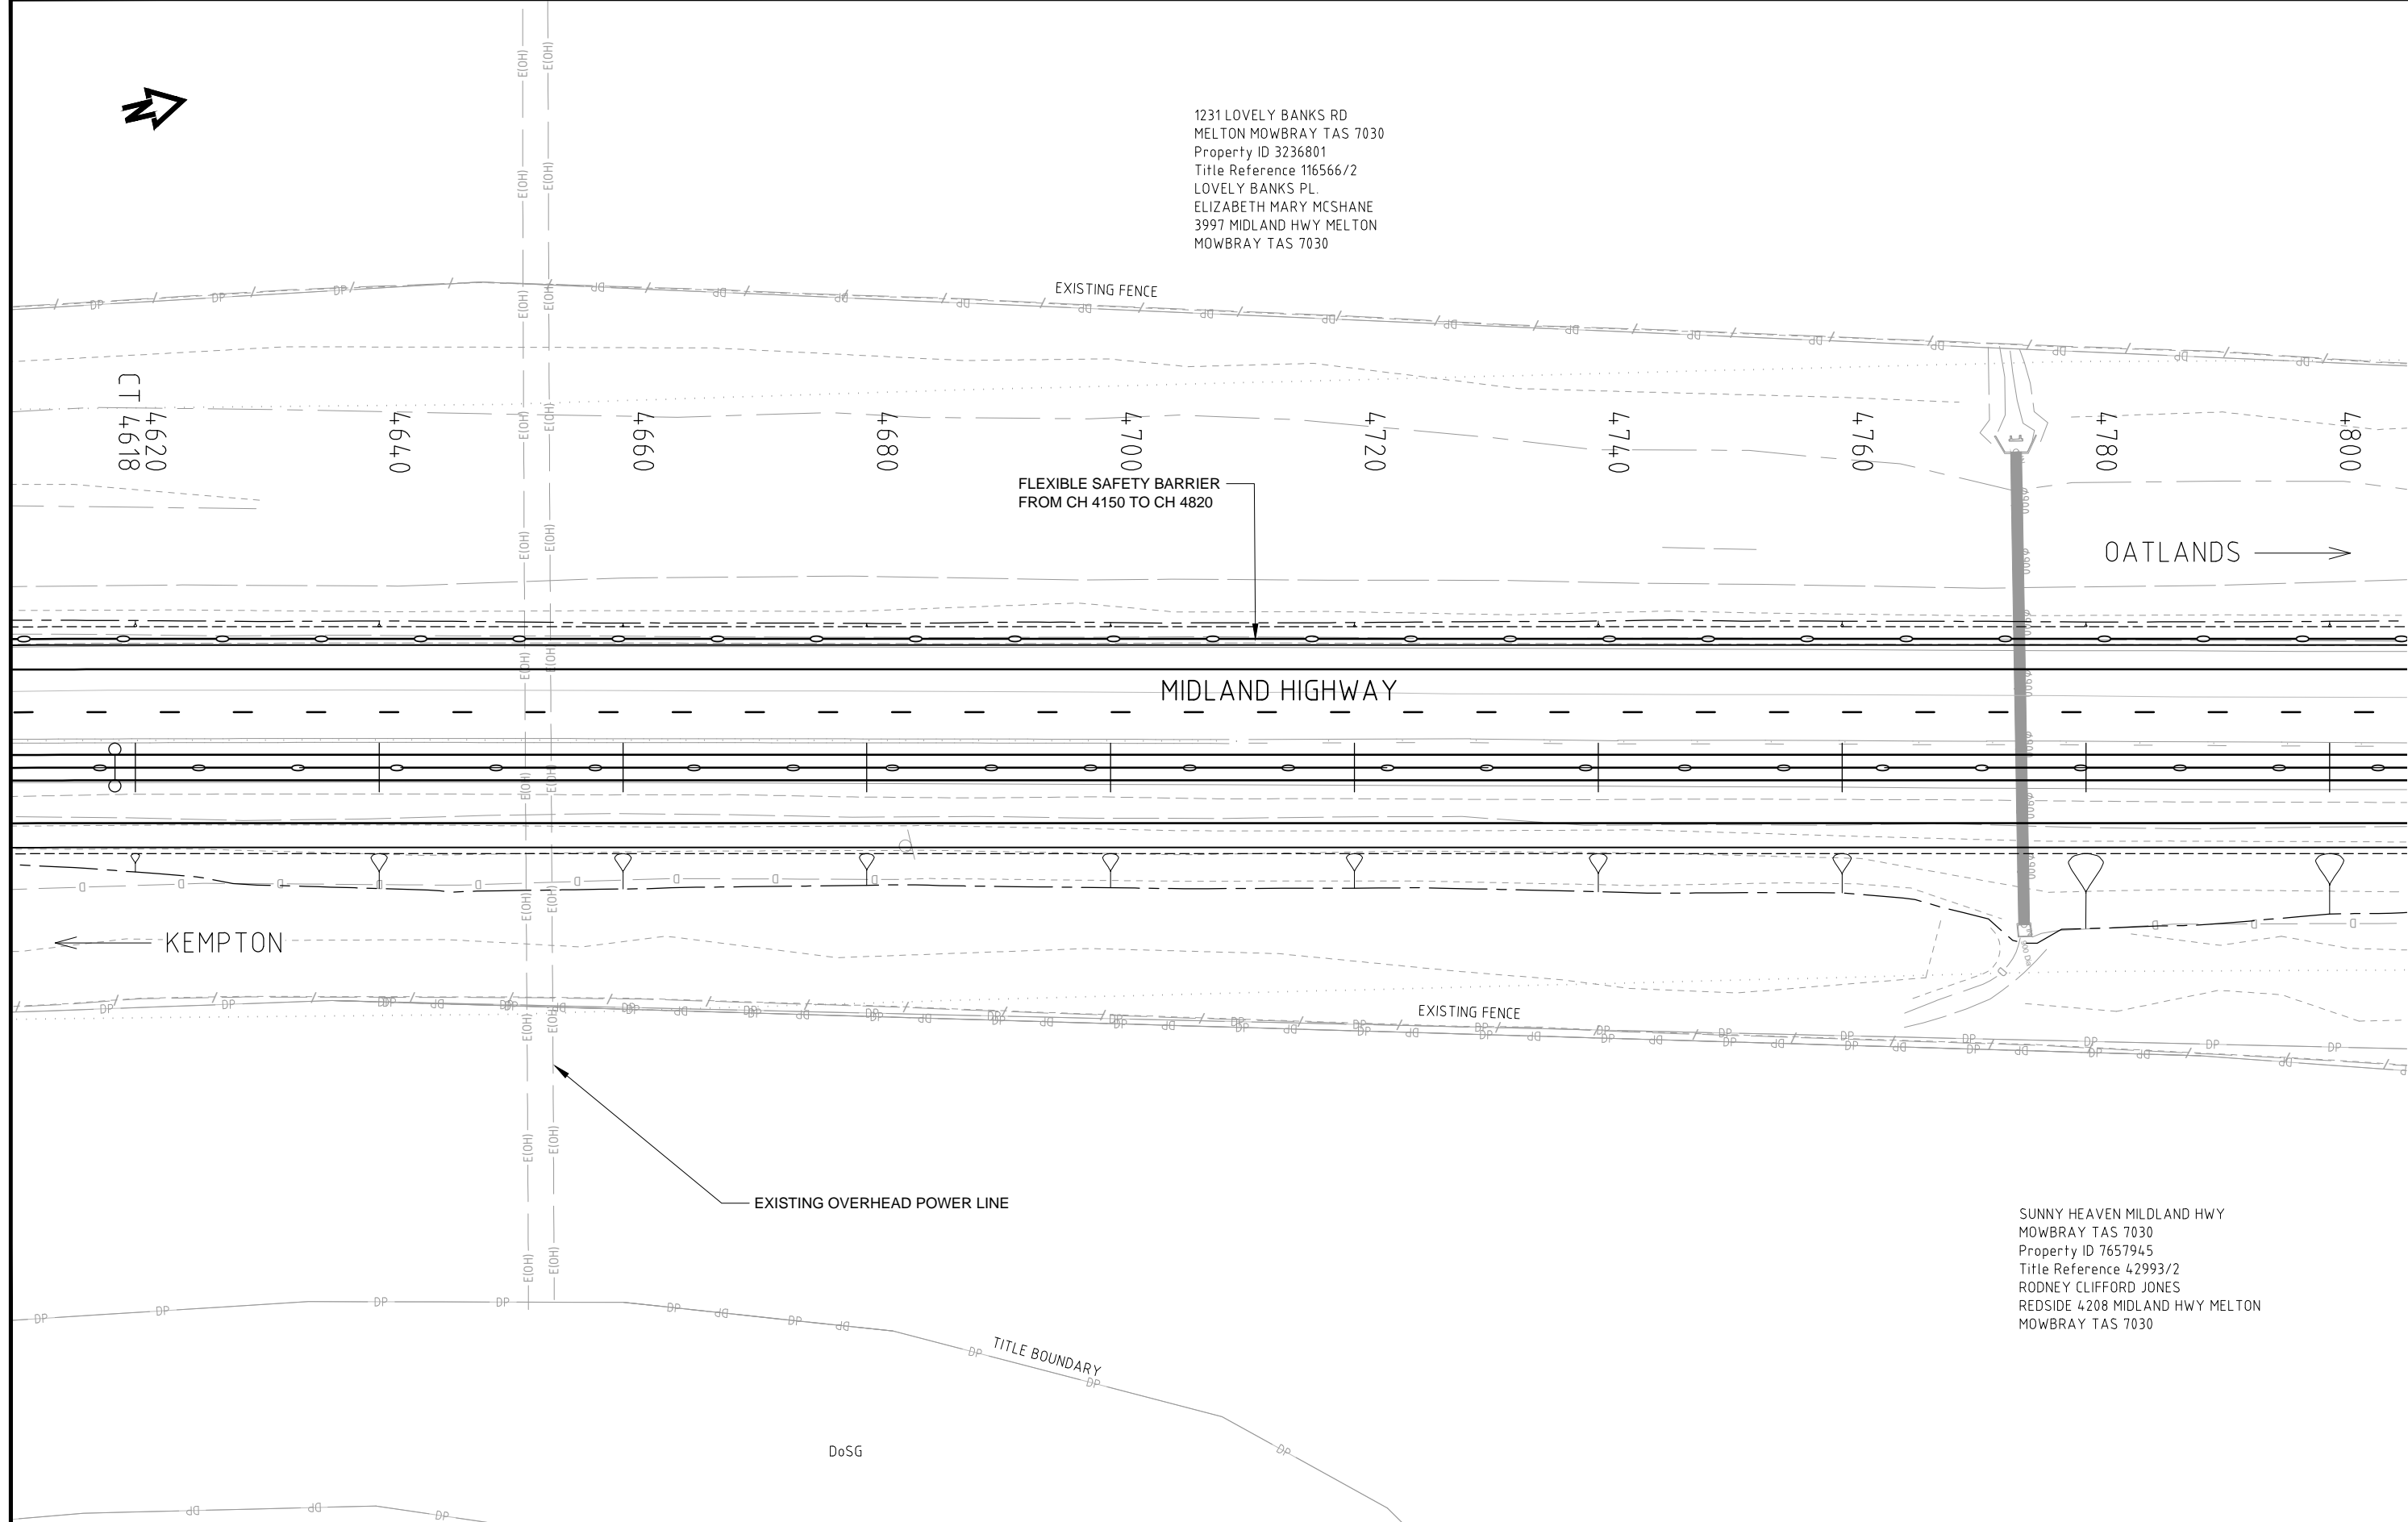 N
1231 LOVELY BANKS RD
MELTON MOWBRAY TAS 7030
Property ID 3236801
Title Reference 116566/2
LOVELY BANKS PL.
ELIZABETH MARY MCSHANE
3997 MIDLAND HWY MELTON
MOWBRAY TAS 7030
EXISTING FENCE
CT 4618
4620
4640
4660
4680
4700
4720
4740
4760
4780
4800
FLEXIBLE SAFETY BARRIER
FROM CH 4150 TO CH 4820
OATLANDS
MIDLAND HIGHWAY
KEMPTON
EXISTING FENCE
EXISTING OVERHEAD POWER LINE
SUNNY HEAVEN MILDLAND HWY
MOWBRAY TAS 7030
Property ID 7657945
Title Reference 42993/2
RODNEY CLIFFORD JONES
REDSIDE 4208 MIDLAND HWY MELTON
MOWBRAY TAS 7030
TITLE BOUNDARY
DoSG
E(OH)
DP
D